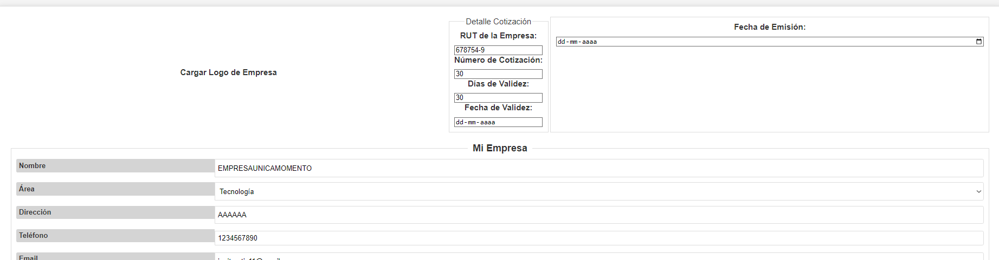 Cargar Logo de Empresa
Detalle Cotización
RUT de la Empresa:
678754-9
Número de Cotización:
30
Días de Validez:
30
Fecha de Validez:
dd-mm-aaaa
Fecha de Emisión:
dd-mm-aaaa
Mi Empresa
Nombre
EMPRESAUNICAMOMENTO
Área
Tecnología
Dirección
AAAAAA
Teléfono
1234567890
Email